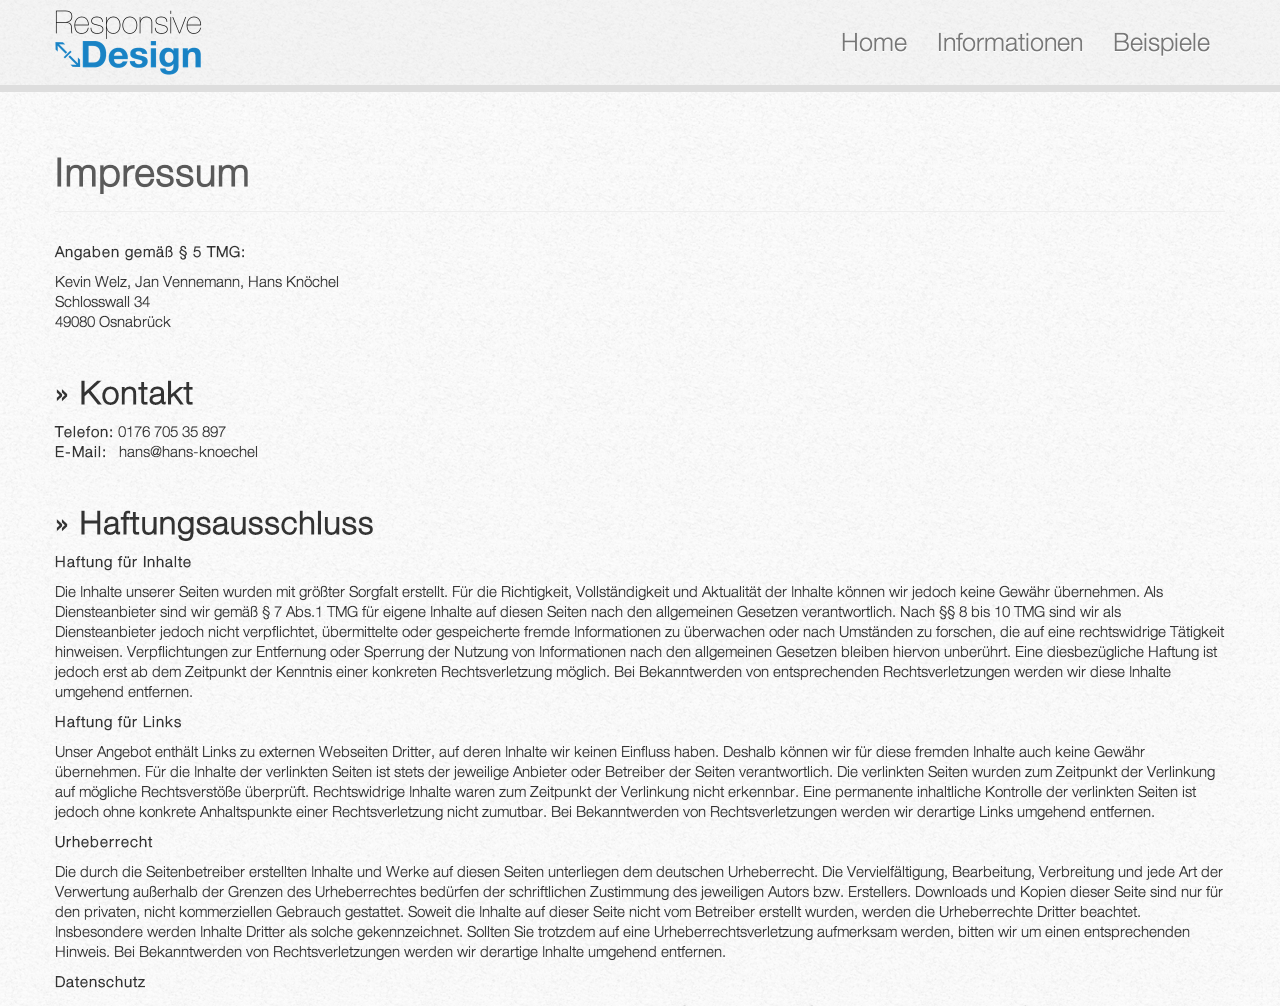 Responsive
Design
Home Informationen Beispiele
Impressum
Angaben gemäß § 5 TMG:
Kevin Welz, Jan Vennemann, Hans Knöchel
Schlosswall 34
49080 Osnabrück
» Kontakt
Telefon: 0176 705 35 897
E-Mail: hans@hans-knoechel
» Haftungsausschluss
Haftung für Inhalte
Die Inhalte unserer Seiten wurden mit größter Sorgfalt erstellt. Für die Richtigkeit, Vollständigkeit und Aktualität der Inhalte können wir jedoch keine Gewähr übernehmen. Als
Diensteanbieter sind wir gemäß § 7 Abs.1 TMG für eigene Inhalte auf diesen Seiten nach den allgemeinen Gesetzen verantwortlich. Nach §§ 8 bis 10 TMG sind wir als
Diensteanbieter jedoch nicht verpflichtet, übermittelte oder gespeicherte fremde Informationen zu überwachen oder nach Umständen zu forschen, die auf eine rechtswidrige Tätigkeit
hinweisen. Verpflichtungen zur Entfernung oder Sperrung der Nutzung von Informationen nach den allgemeinen Gesetzen bleiben hiervon unberührt. Eine diesbezügliche Haftung ist
jedoch erst ab dem Zeitpunkt der Kenntnis einer konkreten Rechtsverletzung möglich. Bei Bekanntwerden von entsprechenden Rechtsverletzungen werden wir diese Inhalte
umgehend entfernen.
Haftung für Links
Unser Angebot enthält Links zu externen Webseiten Dritter, auf deren Inhalte wir keinen Einfluss haben. Deshalb können wir für diese fremden Inhalte auch keine Gewähr
übernehmen. Für die Inhalte der verlinkten Seiten ist stets der jeweilige Anbieter oder Betreiber der Seiten verantwortlich. Die verlinkten Seiten wurden zum Zeitpunkt der Verlinkung
auf mögliche Rechtsverstöße überprüft. Rechtswidrige Inhalte waren zum Zeitpunkt der Verlinkung nicht erkennbar. Eine permanente inhaltliche Kontrolle der verlinkten Seiten ist
jedoch ohne konkrete Anhaltspunkte einer Rechtsverletzung nicht zumutbar. Bei Bekanntwerden von Rechtsverletzungen werden wir derartige Links umgehend entfernen.
Urheberrecht
Die durch die Seitenbetreiber erstellten Inhalte und Werke auf diesen Seiten unterliegen dem deutschen Urheberrecht. Die Vervielfältigung, Bearbeitung, Verbreitung und jede Art der
Verwertung außerhalb der Grenzen des Urheberrechtes bedürfen der schriftlichen Zustimmung des jeweiligen Autors bzw. Erstellers. Downloads und Kopien dieser Seite sind nur für
den privaten, nicht kommerziellen Gebrauch gestattet. Soweit die Inhalte auf dieser Seite nicht vom Betreiber erstellt wurden, werden die Urheberrechte Dritter beachtet.
Insbesondere werden Inhalte Dritter als solche gekennzeichnet. Sollten Sie trotzdem auf eine Urheberrechtsverletzung aufmerksam werden, bitten wir um einen entsprechenden
Hinweis. Bei Bekanntwerden von Rechtsverletzungen werden wir derartige Inhalte umgehend entfernen.
Datenschutz